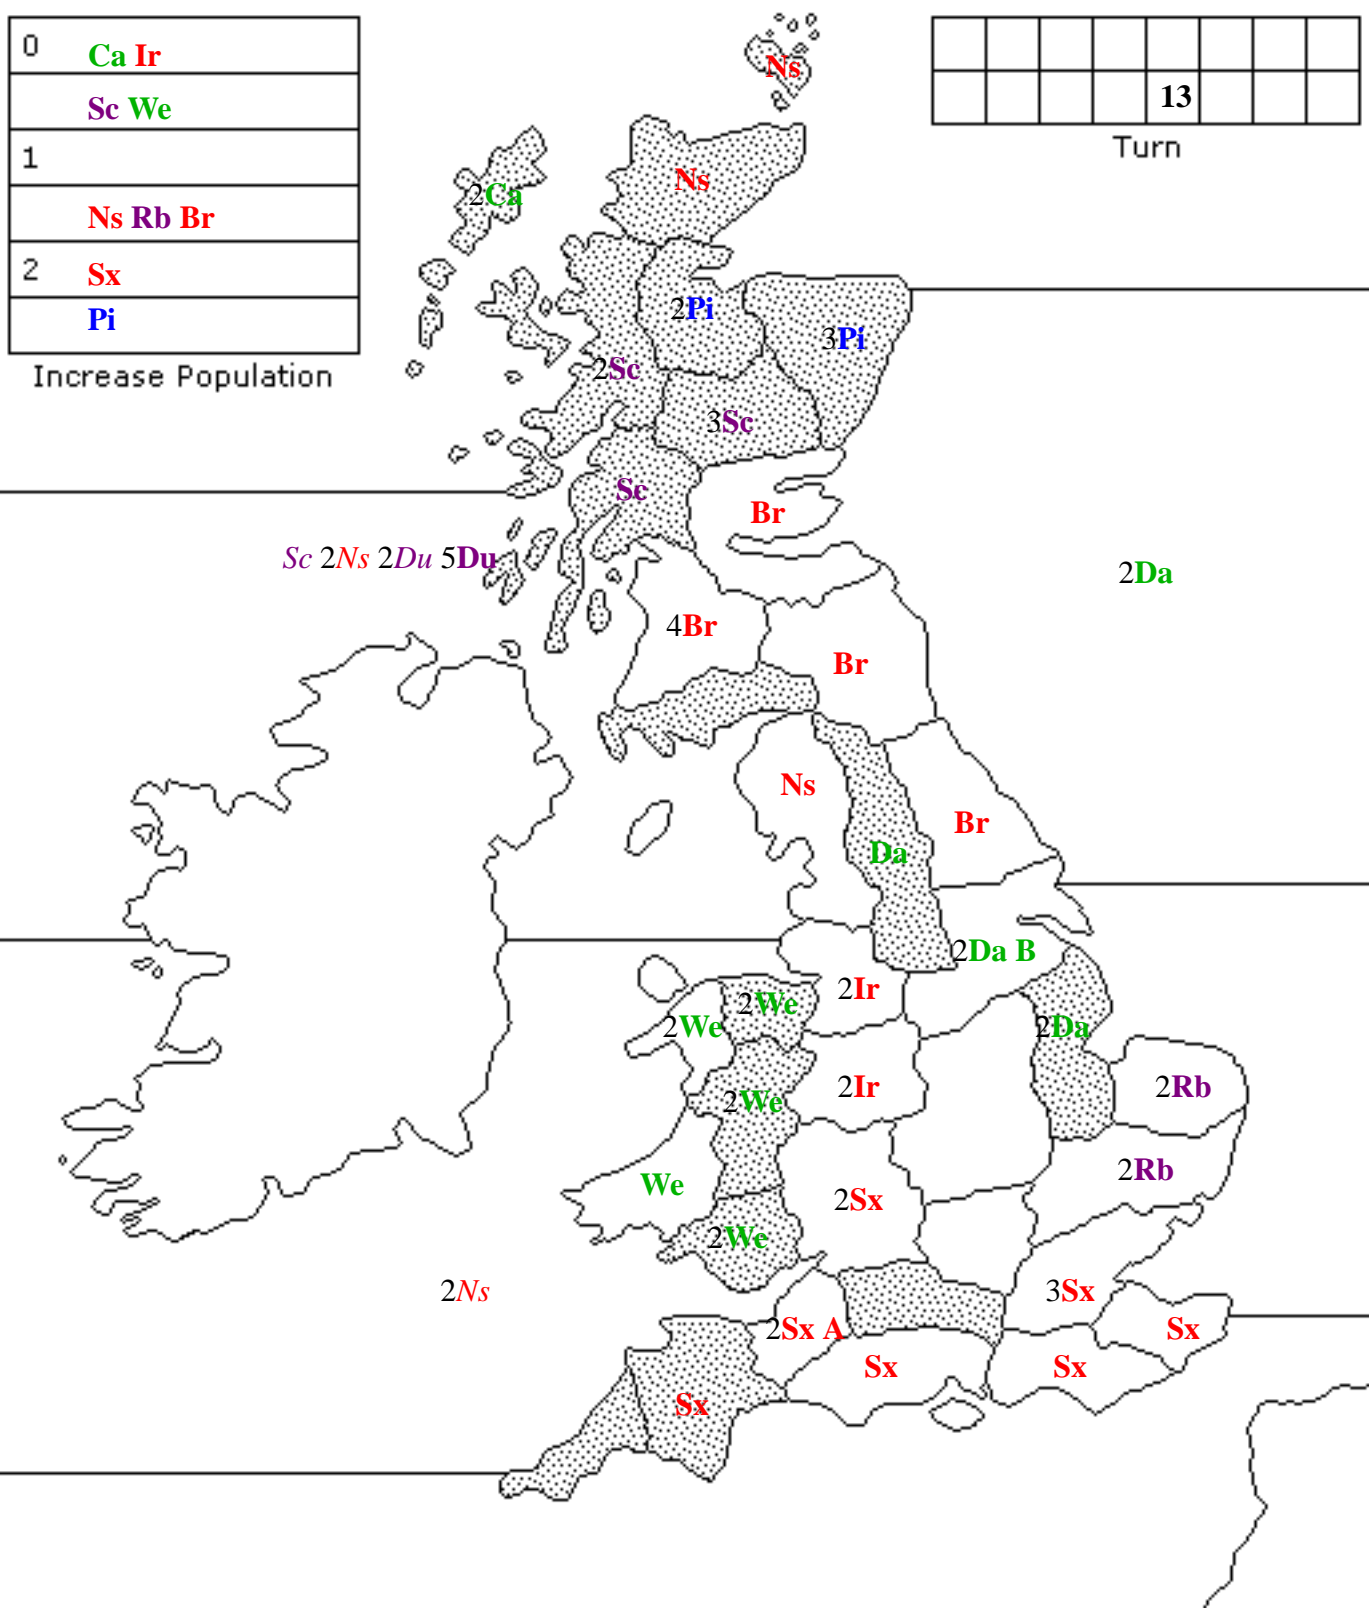 0 Ca Ir
Sc We
1
Ns Rb Br
2 Sx
Pi
Increase Population
13
Turn
Ns
Ns
2Ca
2Pi
3Pi
2Sc
3Sc
Sc
Br
Sc 2Ns 2Du 5Du
2Da
4Br
Br
Ns
Br
Da
2Da B
2Ir
2We
2We
2Da
2Ir
2Rb
2We
2Rb
We
2Sx
2We
2Ns
3Sx
2Sx A
Sx
Sx
Sx
Sx